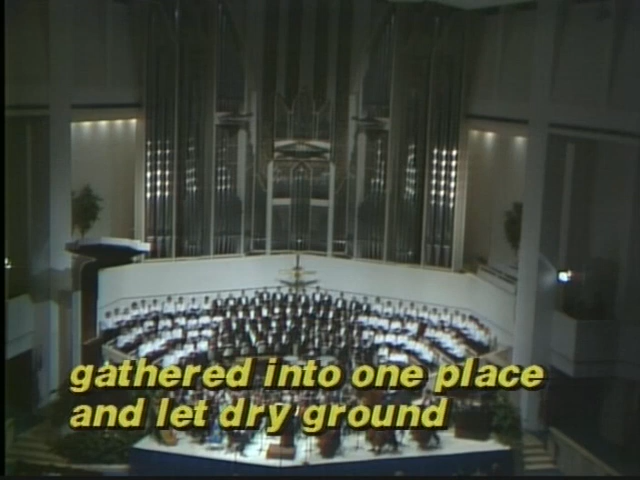 gathered into one place
and let dry ground